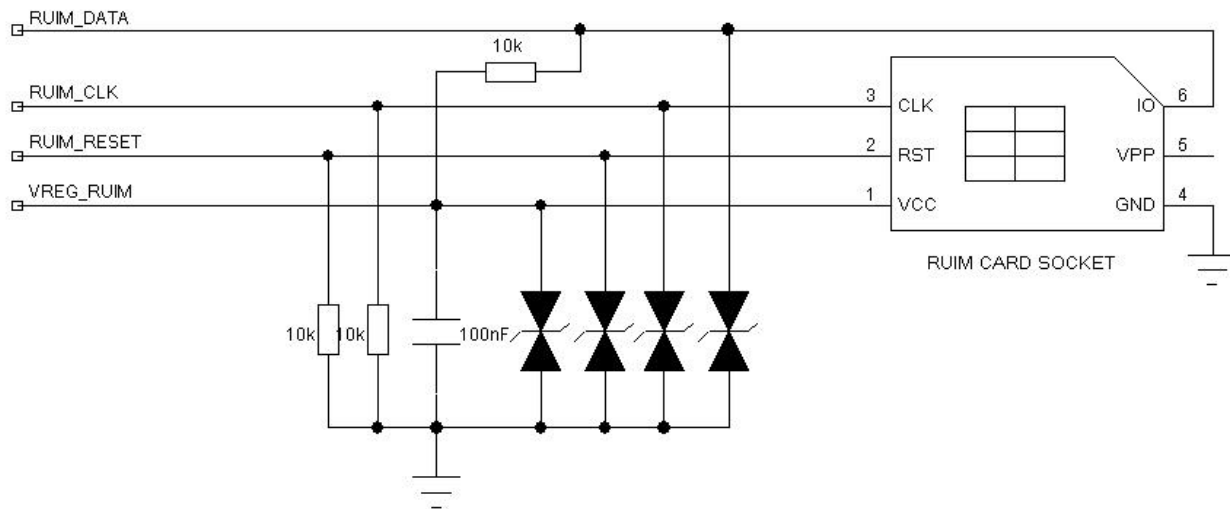 RUIM_DATA
10k
RUIM_CLK
3 CLK IO 6
RUIM_RESET
2 RST VPP 5
VREG_RUIM
1 VCC GND 4
RUIM CARD SOCKET
10k 10k 100nF